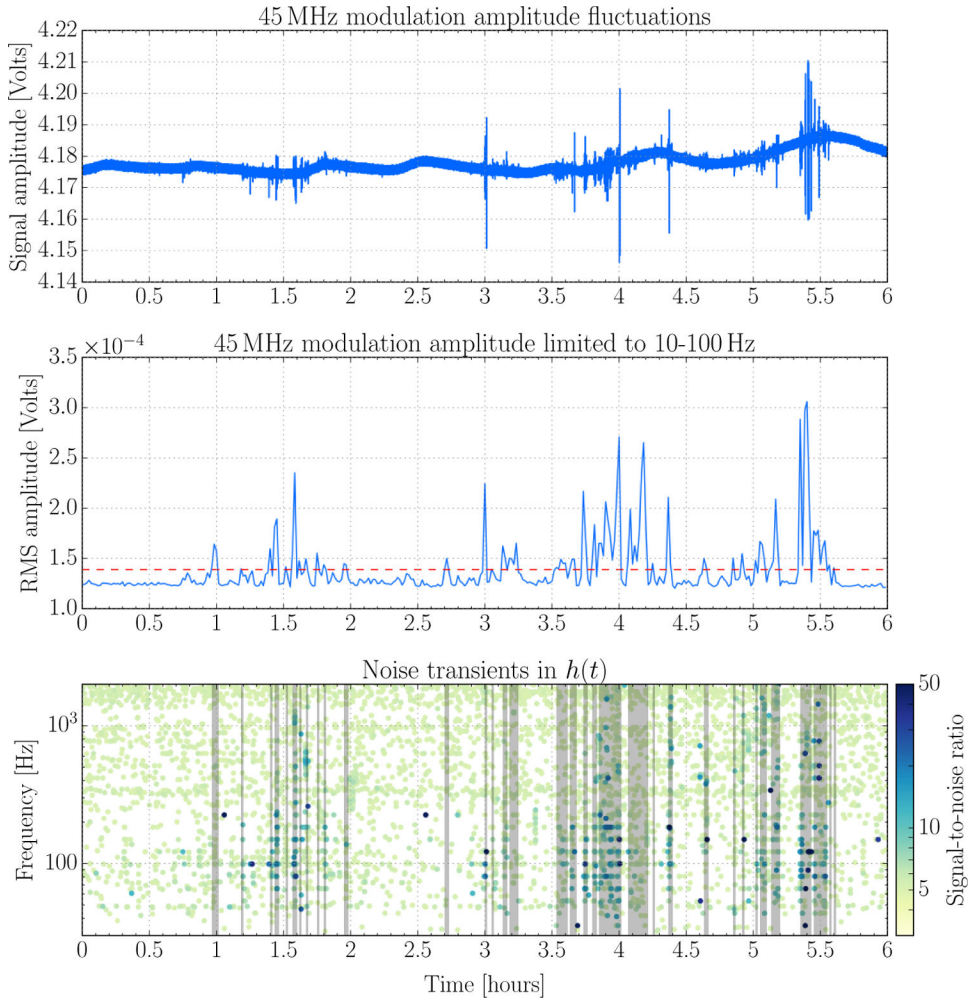 45 MHz modulation amplitude fluctuations
Signal amplitude [Volts]
4.22
4.21
4.20
4.19
4.18
4.17
4.16
4.15
4.14
0 0.5 1 1.5 2 2.5 3 3.5 4 4.5 5 5.5 6
45 MHz modulation amplitude limited to 10-100 Hz
×10⁻⁴
RMS amplitude [Volts]
3.5
3.0
2.5
2.0
1.5
1.0
0 0.5 1 1.5 2 2.5 3 3.5 4 4.5 5 5.5 6
Noise transients in h(t)
Frequency [Hz]
10³
100
0 0.5 1 1.5 2 2.5 3 3.5 4 4.5 5 5.5 6
Time [hours]
50
10
5
Signal-to-noise ratio